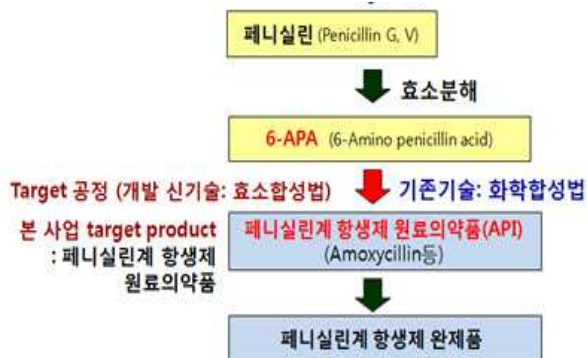 페니실린 (Penicillin G, V)
효소분해
6-APA (6-Amino penicillin acid)
Target 공정 (개발 신기술: 효소합성법)
기존기술: 화학합성법
본 사업 target product
: 페니실린계 항생제
원료의약품
페니실린계 항생제 원료의약품(API)
(Amoxycillin등)
페니실린계 항생제 완제품